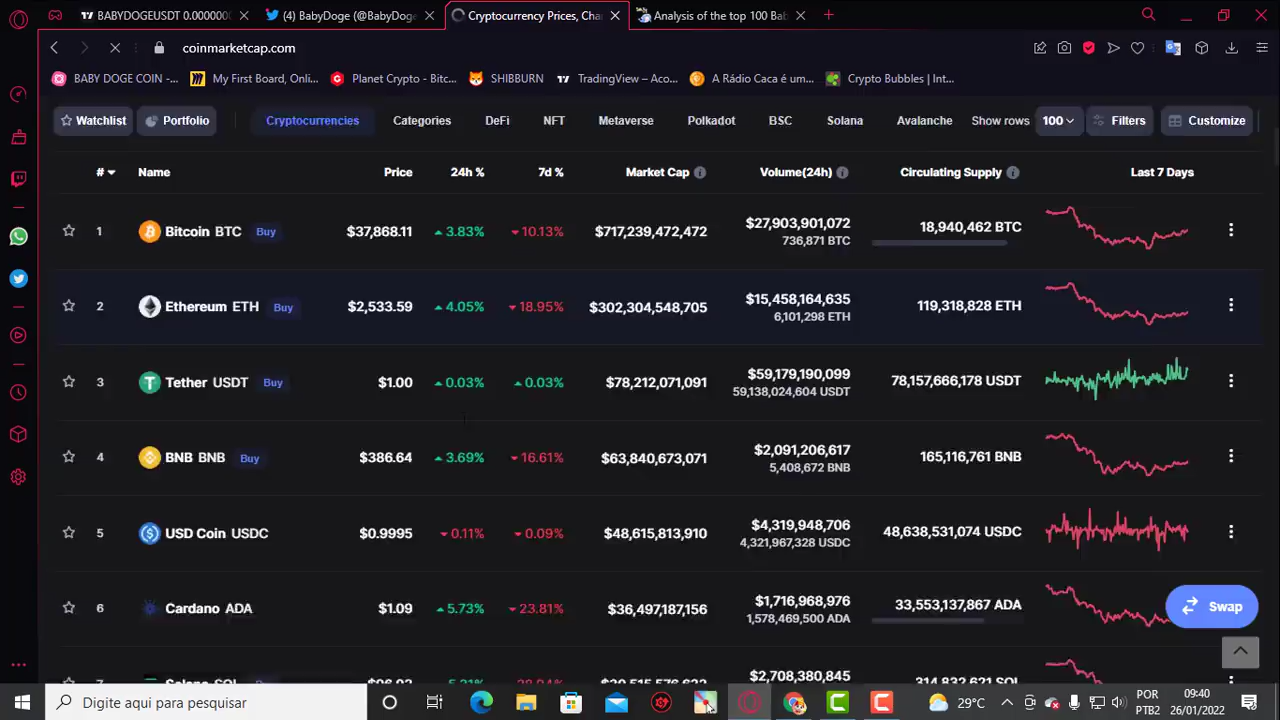 BABYDOGEUSDT 0.0000000
(4) BabyDoge (@BabyDoge
Cryptocurrency Prices, Cha
Analysis of the top 100 Bab
coinmarketcap.com
BABY DOGE COIN -...
My First Board, Onli...
Planet Crypto - Bitc...
SHIBBURN
TradingView – Aco...
A Rádio Caca é um...
Crypto Bubbles | Int...
Watchlist
Portfolio
Cryptocurrencies
Categories
DeFi
NFT
Metaverse
Polkadot
BSC
Solana
Avalanche
Show rows
100
Filters
Customize
# Name Price 24h % 7d % Market Cap Volume(24h) Circulating Supply Last 7 Days
1 Bitcoin BTC Buy $37,868.11 3.83% 10.13% $717,239,472,472 $27,903,901,072 18,940,462 BTC
736,871 BTC
2 Ethereum ETH Buy $2,533.59 4.05% 18.95% $302,304,548,705 $15,458,164,635 119,318,828 ETH
6,101,298 ETH
3 Tether USDT Buy $1.00 0.03% 0.03% $78,212,071,091 $59,179,190,099 78,157,666,178 USDT
59,138,024,604 USDT
4 BNB BNB Buy $386.64 3.69% 16.61% $63,840,673,071 $2,091,206,617 165,116,761 BNB
5,408,672 BNB
5 USD Coin USDC $0.9995 0.11% 0.09% $48,615,813,910 $4,319,948,706 48,638,531,074 USDC
4,321,967,328 USDC
6 Cardano ADA $1.09 5.73% 23.81% $36,497,187,156 $1,716,968,976 33,553,137,867 ADA
1,578,469,500 ADA
Swap
Solana SOL $2,708,380,845
Digite aqui para pesquisar
29°C
POR
PTB2
09:40
26/01/2022